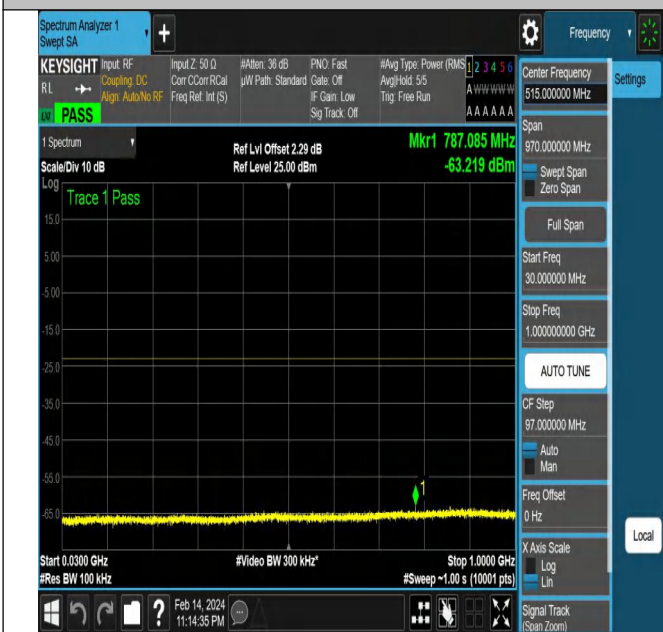 Spectrum Analyzer 1
Swept SA
Frequency
KEYSIGHT
Input: RF
Coupling: DC
Align: Auto/No RF
Input Z: 50 Ω
Corr CCorr RCal
Freq Ref: Int (S)
#Atten: 36 dB
µW Path: Standard
PNO: Fast
Gate: Off
IF Gain: Low
Sig Track: Off
#Avg Type: Power (RMS
Avg|Hold: 5/5
Trig: Free Run
1 2 3 4 5 6
A W W W W W
A A A A A A
R L
LXI
PASS
1 Spectrum
Scale/Div 10 dB
Ref Lvl Offset 2.29 dB
Ref Level 25.00 dBm
Mkr1 787.085 MHz
-63.219 dBm
Log
Trace 1 Pass
15.0
5.00
-5.00
-15.0
-25.0
-35.0
-45.0
-55.0
-65.0
1
Start 0.0300 GHz
#Res BW 100 kHz
#Video BW 300 kHz*
Stop 1.0000 GHz
#Sweep ~1.00 s (10001 pts)
?
Feb 14, 2024
11:14:35 PM
Center Frequency
515.000000 MHz
Settings
Span
970.000000 MHz
Swept Span
Zero Span
Full Span
Start Freq
30.000000 MHz
Stop Freq
1.000000000 GHz
AUTO TUNE
CF Step
97.000000 MHz
Auto
Man
Freq Offset
0 Hz
Local
X Axis Scale
Log
Lin
Signal Track
(Span Zoom)